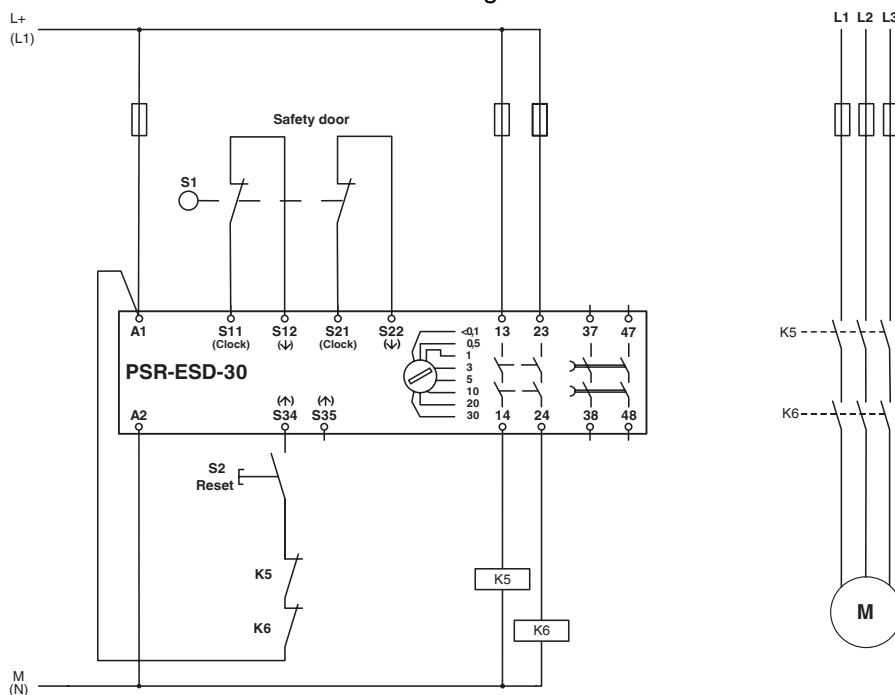 L+
(L1)
L1 L2 L3
Safety door
S1
A1 S11 S12 S21 S22 <0,1 13 23 37 47
(Clock) (↓) (Clock) (↓) 0,5
1
PSR-ESD-30 3
5
(↑) (↑) 10
20
A2 S34 S35 30 14 24 38 48
K5
K6
S2
Reset
K5 K5
K6 K6
M
M
(N)